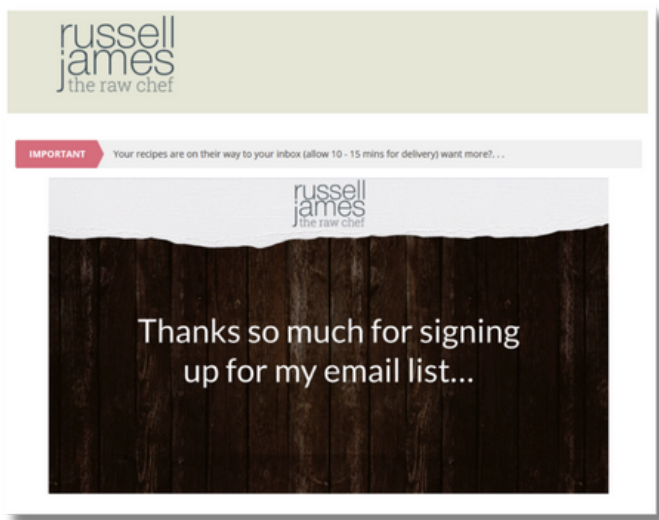 russell
james
the raw chef
IMPORTANT Your recipes are on their way to your inbox (allow 10 - 15 mins for delivery) want more?. . .
russell
james
the raw chef
Thanks so much for signing
up for my email list...